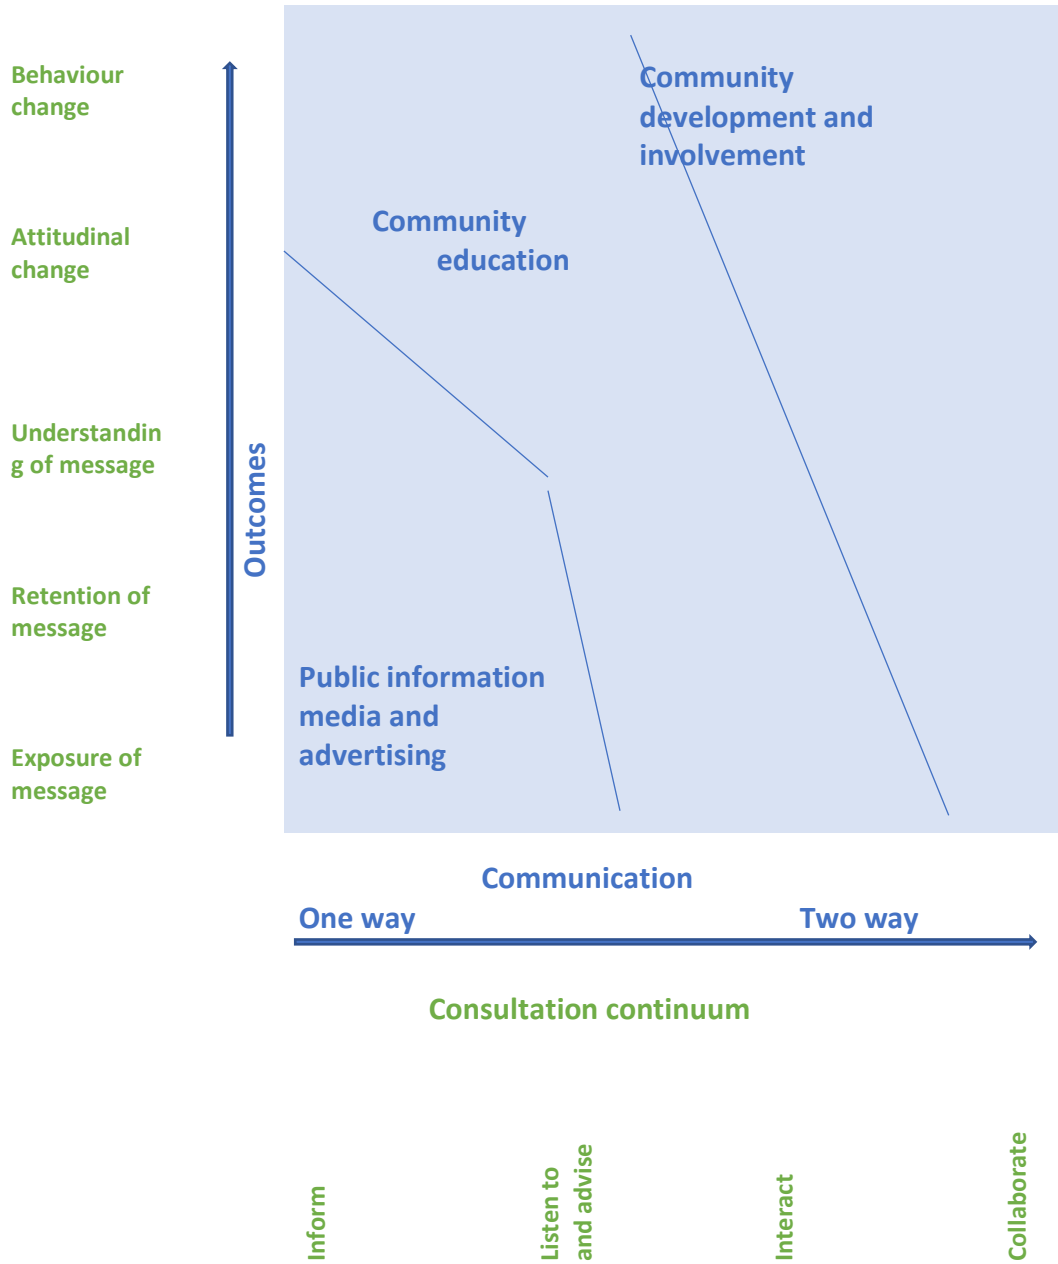 Behaviour
change
Attitudinal
change
Understandin
g of message
Retention of
message
Exposure of
message
Outcomes
Community
development and
involvement
Community
education
Public information
media and
advertising
Communication
One way
Two way
Consultation continuum
Inform
Listen to
and advise
Interact
Collaborate